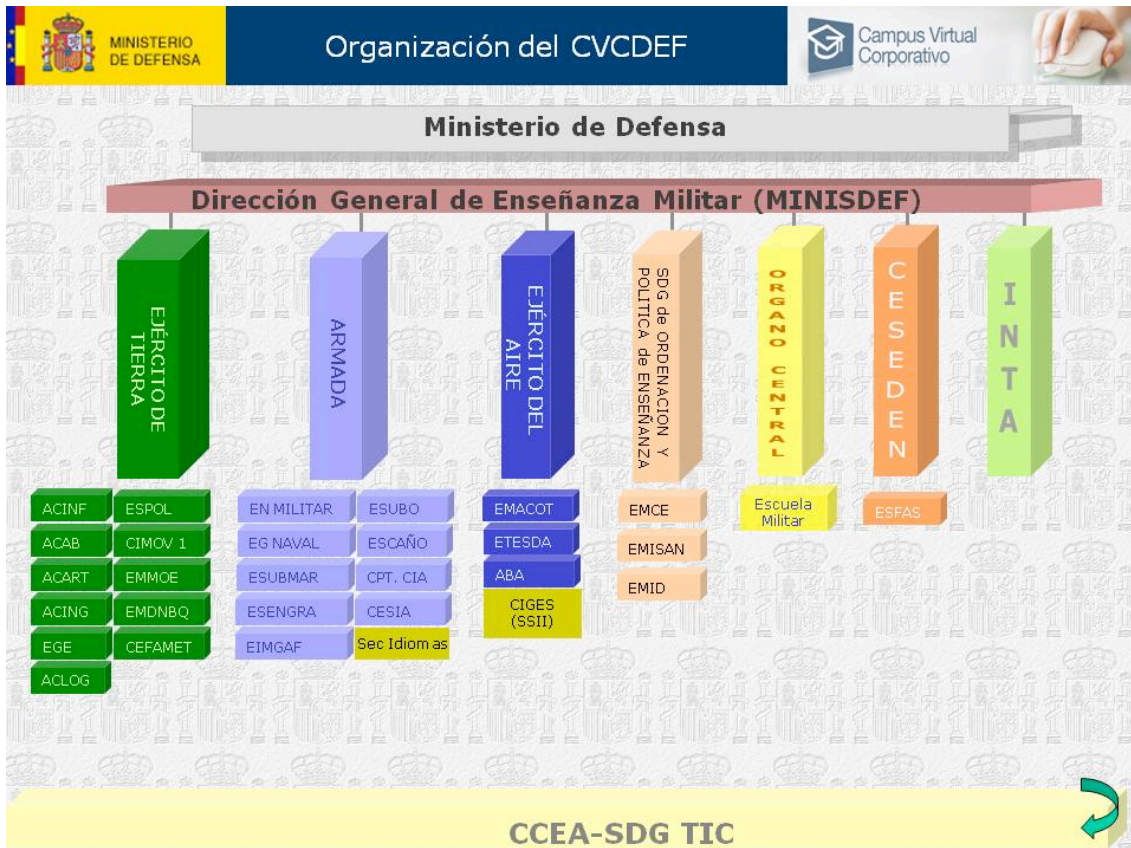 MINISTERIO
DE DEFENSA
Organización del CVCDEF
Campus Virtual
Corporativo
Ministerio de Defensa
Dirección General de Enseñanza Militar (MINISDEF)
EJÉRCITO DE
TIERRA
ARMADA
EJÉRCITO DEL
AIRE
SDG de ORDENACION Y
POLITICA de ENSEÑANZA
ORGANO CENTRAL
CESEDEN
INTA
ACINF
ACAB
ACART
ACING
EGE
ACLOG
ESPOL
CIMOV 1
EMMOE
EMDNBQ
CEFAMET
EN MILITAR
EG NAVAL
ESUBMAR
ESENGRA
EIMGAF
ESUBO
ESCAÑO
CPT. CIA
CESIA
Sec Idiomas
EMACOT
ETESDA
ABA
CIGES
(SSII)
EMCE
EMISAN
EMID
Escuela
Militar
ESFAS
CCEA-SDG TIC